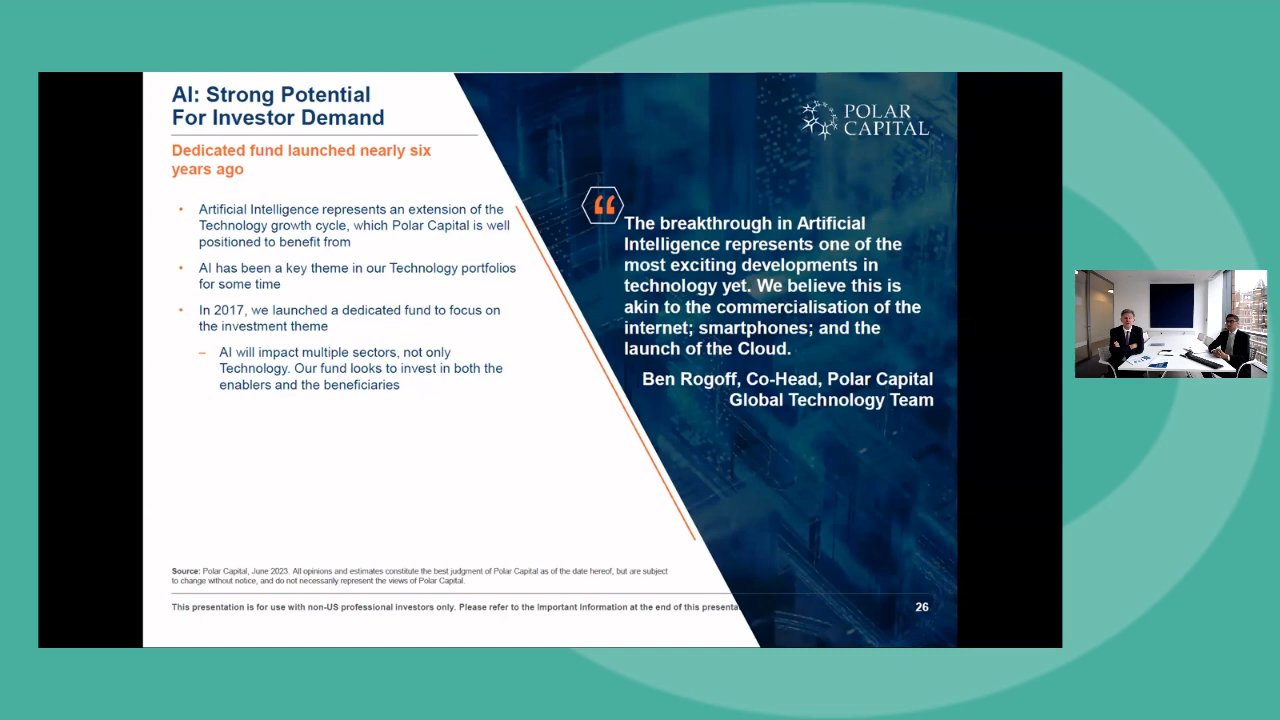 AI: Strong Potential
For Investor Demand
Dedicated fund launched nearly six
years ago
• Artificial Intelligence represents an extension of the
Technology growth cycle, which Polar Capital is well
positioned to benefit from
• AI has been a key theme in our Technology portfolios
for some time
• In 2017, we launched a dedicated fund to focus on
the investment theme
– AI will impact multiple sectors, not only
Technology. Our fund looks to invest in both the
enablers and the beneficiaries
POLAR
CAPITAL
“
The breakthrough in Artificial
Intelligence represents one of the
most exciting developments in
technology yet. We believe this is
akin to the commercialisation of the
internet; smartphones; and the
launch of the Cloud.
Ben Rogoff, Co-Head, Polar Capital
Global Technology Team
Source: Polar Capital, June 2023. All opinions and estimates constitute the best judgment of Polar Capital as of the date hereof, but are subject
to change without notice, and do not necessarily represent the views of Polar Capital.
This presentation is for use with non-US professional investors only. Please refer to the Important Information at the end of this presenta
26